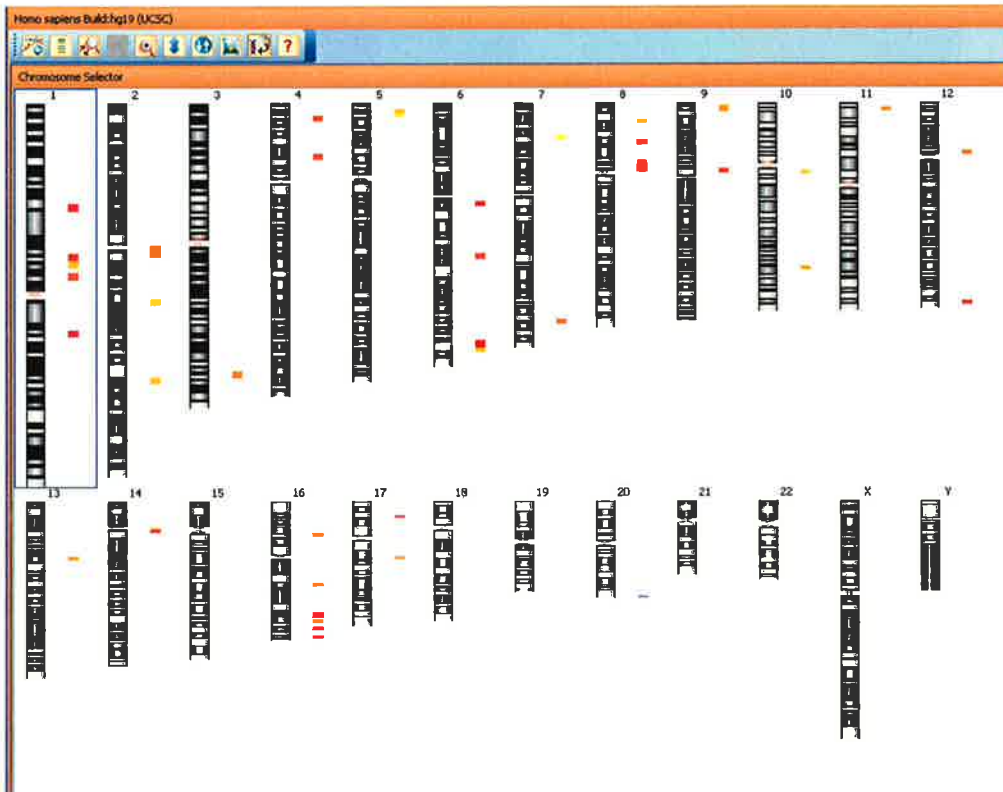 Homo sapiens Build:hg19 (UCSC)
?
Chromosome Selector
1 2 3 4 5 6 7 8 9 10 11 12
13 14 15 16 17 18 19 20 21 22 X Y